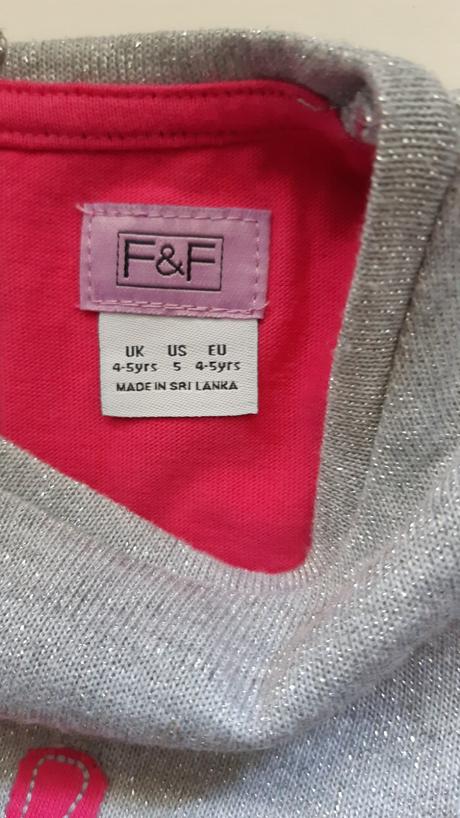 F&F
UK US EU
4-5yrs 5 4-5yrs
MADE IN SRI LANKA